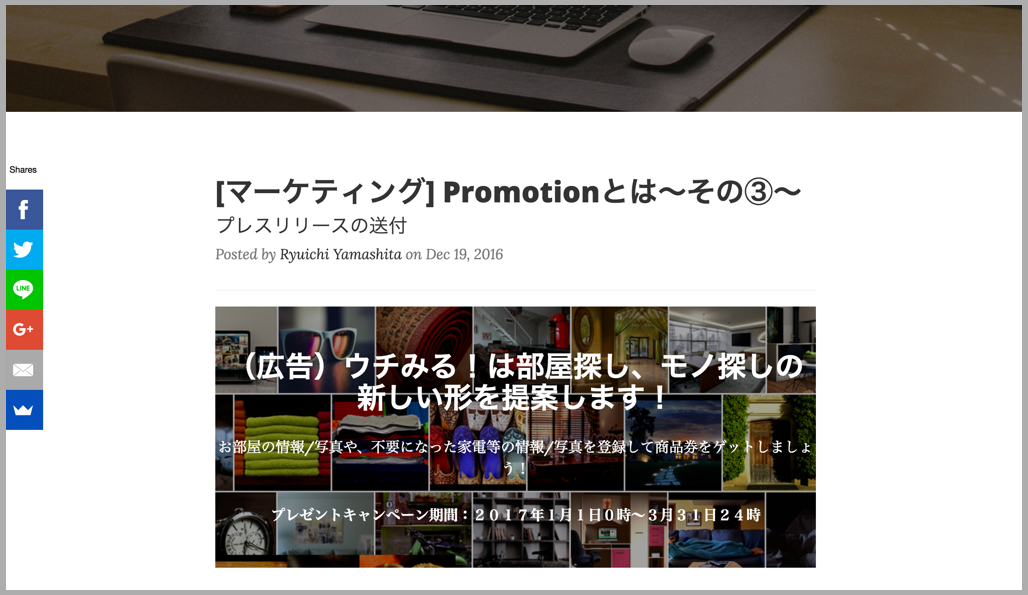 Shares
LINE
G+
[マーケティング] Promotionとは〜その③〜
プレスリリースの送付
Posted by Ryuichi Yamashita on Dec 19, 2016
（広告）ウチみる！は部屋探し、モノ探しの
新しい形を提案します！
お部屋の情報/写真や、不要になった家電等の情報/写真を登録して商品券をゲットしましょ
う！
プレゼントキャンペーン期間：２０１７年１月１日０時〜３月３１日２４時